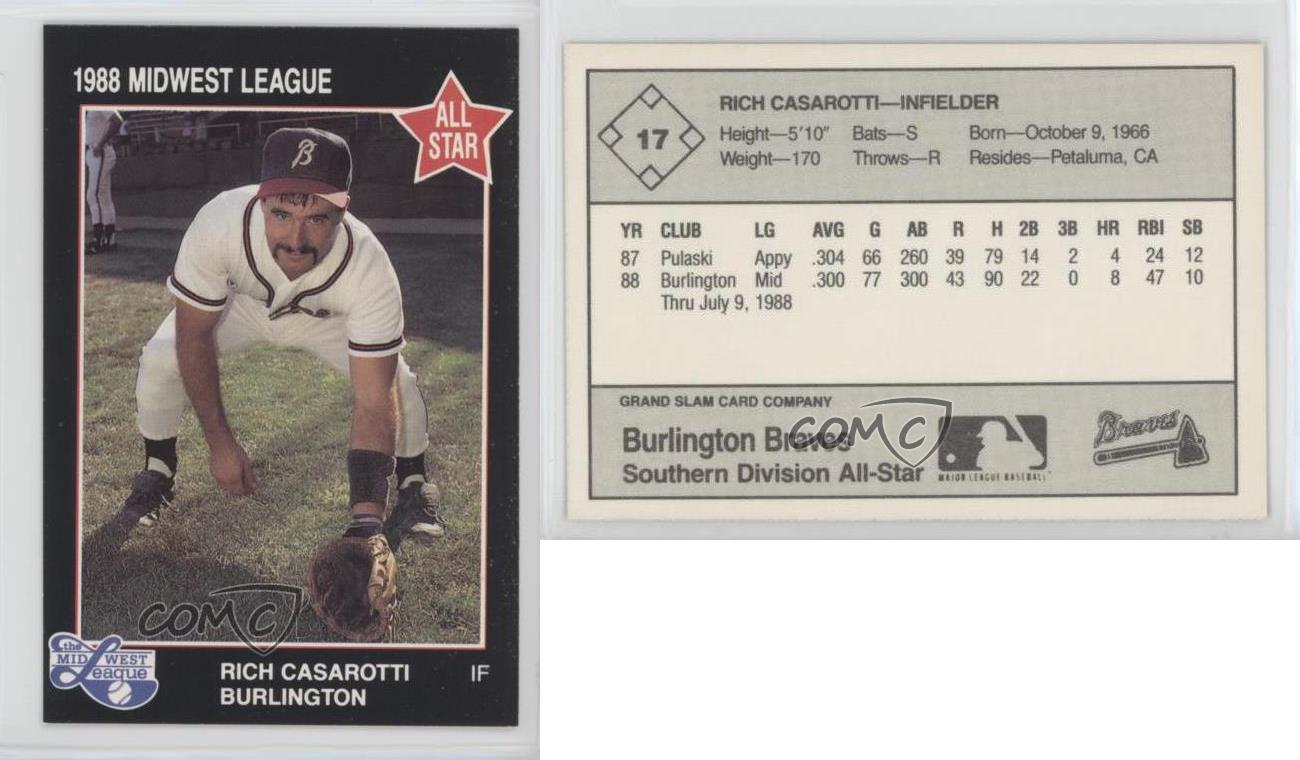 1988 MIDWEST LEAGUE
ALL
STAR
B
COMC
the
MIDWEST
League
RICH CASAROTTI IF
BURLINGTON
17
RICH CASAROTTI—INFIELDER
Height—5'10" Bats—S Born—October 9, 1966
Weight—170 Throws—R Resides—Petaluma, CA
YR CLUB LG AVG G AB R H 2B 3B HR RBI SB
87 Pulaski Appy .304 66 260 39 79 14 2 4 24 12
88 Burlington Mid .300 77 300 43 90 22 0 8 47 10
Thru July 9, 1988
GRAND SLAM CARD COMPANY
COMC
Burlington Braves
Southern Division All-Star
MAJOR LEAGUE BASEBALL
Braves